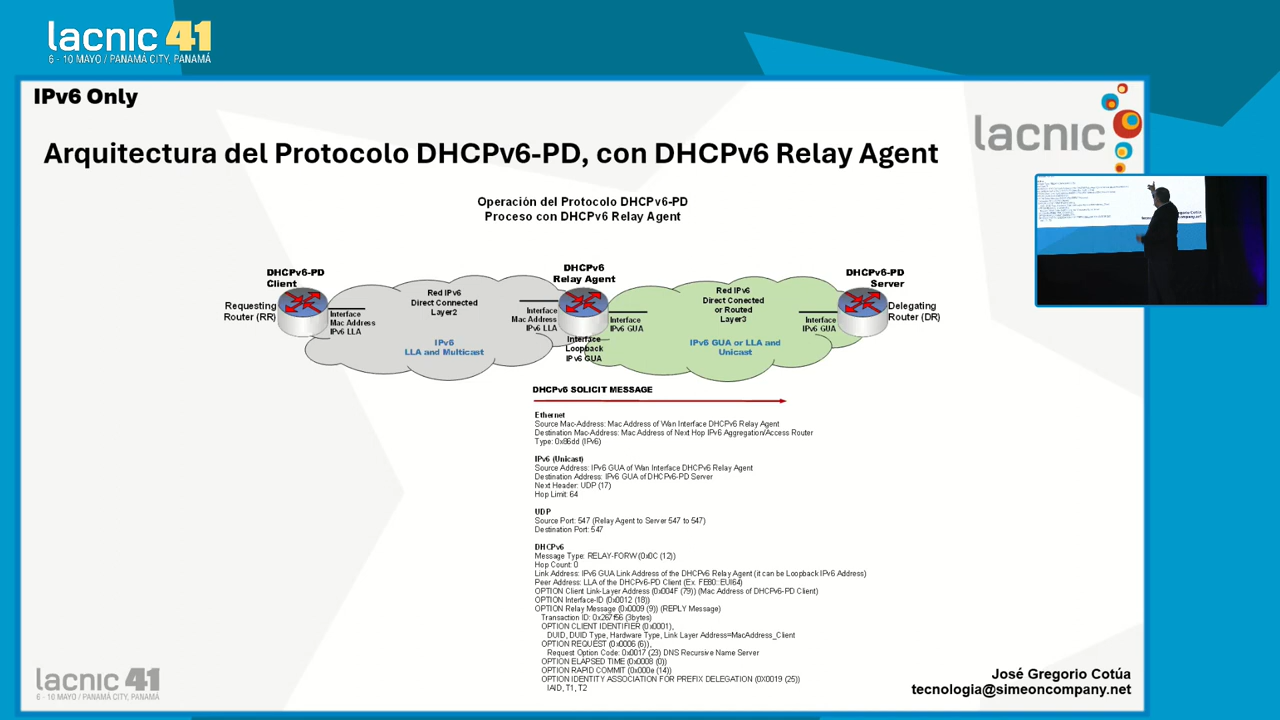 lacnic 41
6 - 10 MAYO / PANAMÁ CITY, PANAMÁ
IPv6 Only
lacnic
Arquitectura del Protocolo DHCPv6-PD, con DHCPv6 Relay Agent
Operación del Protocolo DHCPv6-PD
Proceso con DHCPv6 Relay Agent
DHCPv6-PD
Client
DHCPv6
Relay Agent
DHCPv6-PD
Server
Requesting
Router (RR)
Interface
Mac Address
IPv6 LLA
Red IPv6
Direct Connected
Layer2
IPv6
LLA and Multicast
Interface
Mac Address
IPv6 LLA
Interface
IPv6 GUA
Interface
Loopback
IPv6 GUA
Red IPv6
Direct Conected
or Routed
Layer3
IPv6 GUA or LLA and
Unicast
Interface
IPv6 GUA
Delegating
Router (DR)
DHCPv6 SOLICIT MESSAGE
Ethernet
Source Mac-Address: Mac Address of Wan Interface DHCPv6 Relay Agent
Destination Mac-Address: Mac Address of Next Hop IPv6 Aggregation/Access Router
Type: 0x86dd (IPv6)
IPv6 (Unicast)
Source Address: IPv6 GUA of Wan Interface DHCPv6 Relay Agent
Destination Address: IPv6 GUA of DHCPv6-PD Server
Next Header: UDP (17)
Hop Limit: 64
UDP
Source Port: 547 (Relay Agent to Server 547 to 547)
Destination Port: 547
DHCPv6
Message Type: RELAY-FORW (0x0C (12))
Hop Count: 0
Link Address: IPv6 GUA Link Address of the DHCPv6 Relay Agent (it can be Loopback IPv6 Address)
Peer Address: LLA of the DHCPv6-PD Client (Ex. FE80::EUI64)
OPTION Client Link-Layer Address (0x004F (79)) (Mac Address of DHCPv6-PD Client)
OPTION Interface-ID (0x0012 (18))
OPTION Relay Message (0x0009 (9)) (REPLY Message)
Transaction ID: 0x267f56 (3bytes)
OPTION CLIENT IDENTIFIER (0x0001),
DUID, DUID Type, Hardware Type, Link Layer Address=MacAddress_Client
OPTION REQUEST (0x0006 (6)),
Request Option Code: 0x0017 (23) DNS Recursive Name Server
OPTION ELAPSED TIME (0x0008 (0))
OPTION RAPID COMMIT (0x000e (14))
OPTION IDENTITY ASSOCIATION FOR PREFIX DELEGATION (0X0019 (25))
IAID, T1, T2
lacnic 41
6 - 10 MAYO / PANAMÁ CITY, PANAMÁ
José Gregorio Cotúa
tecnologia@simeoncompany.net